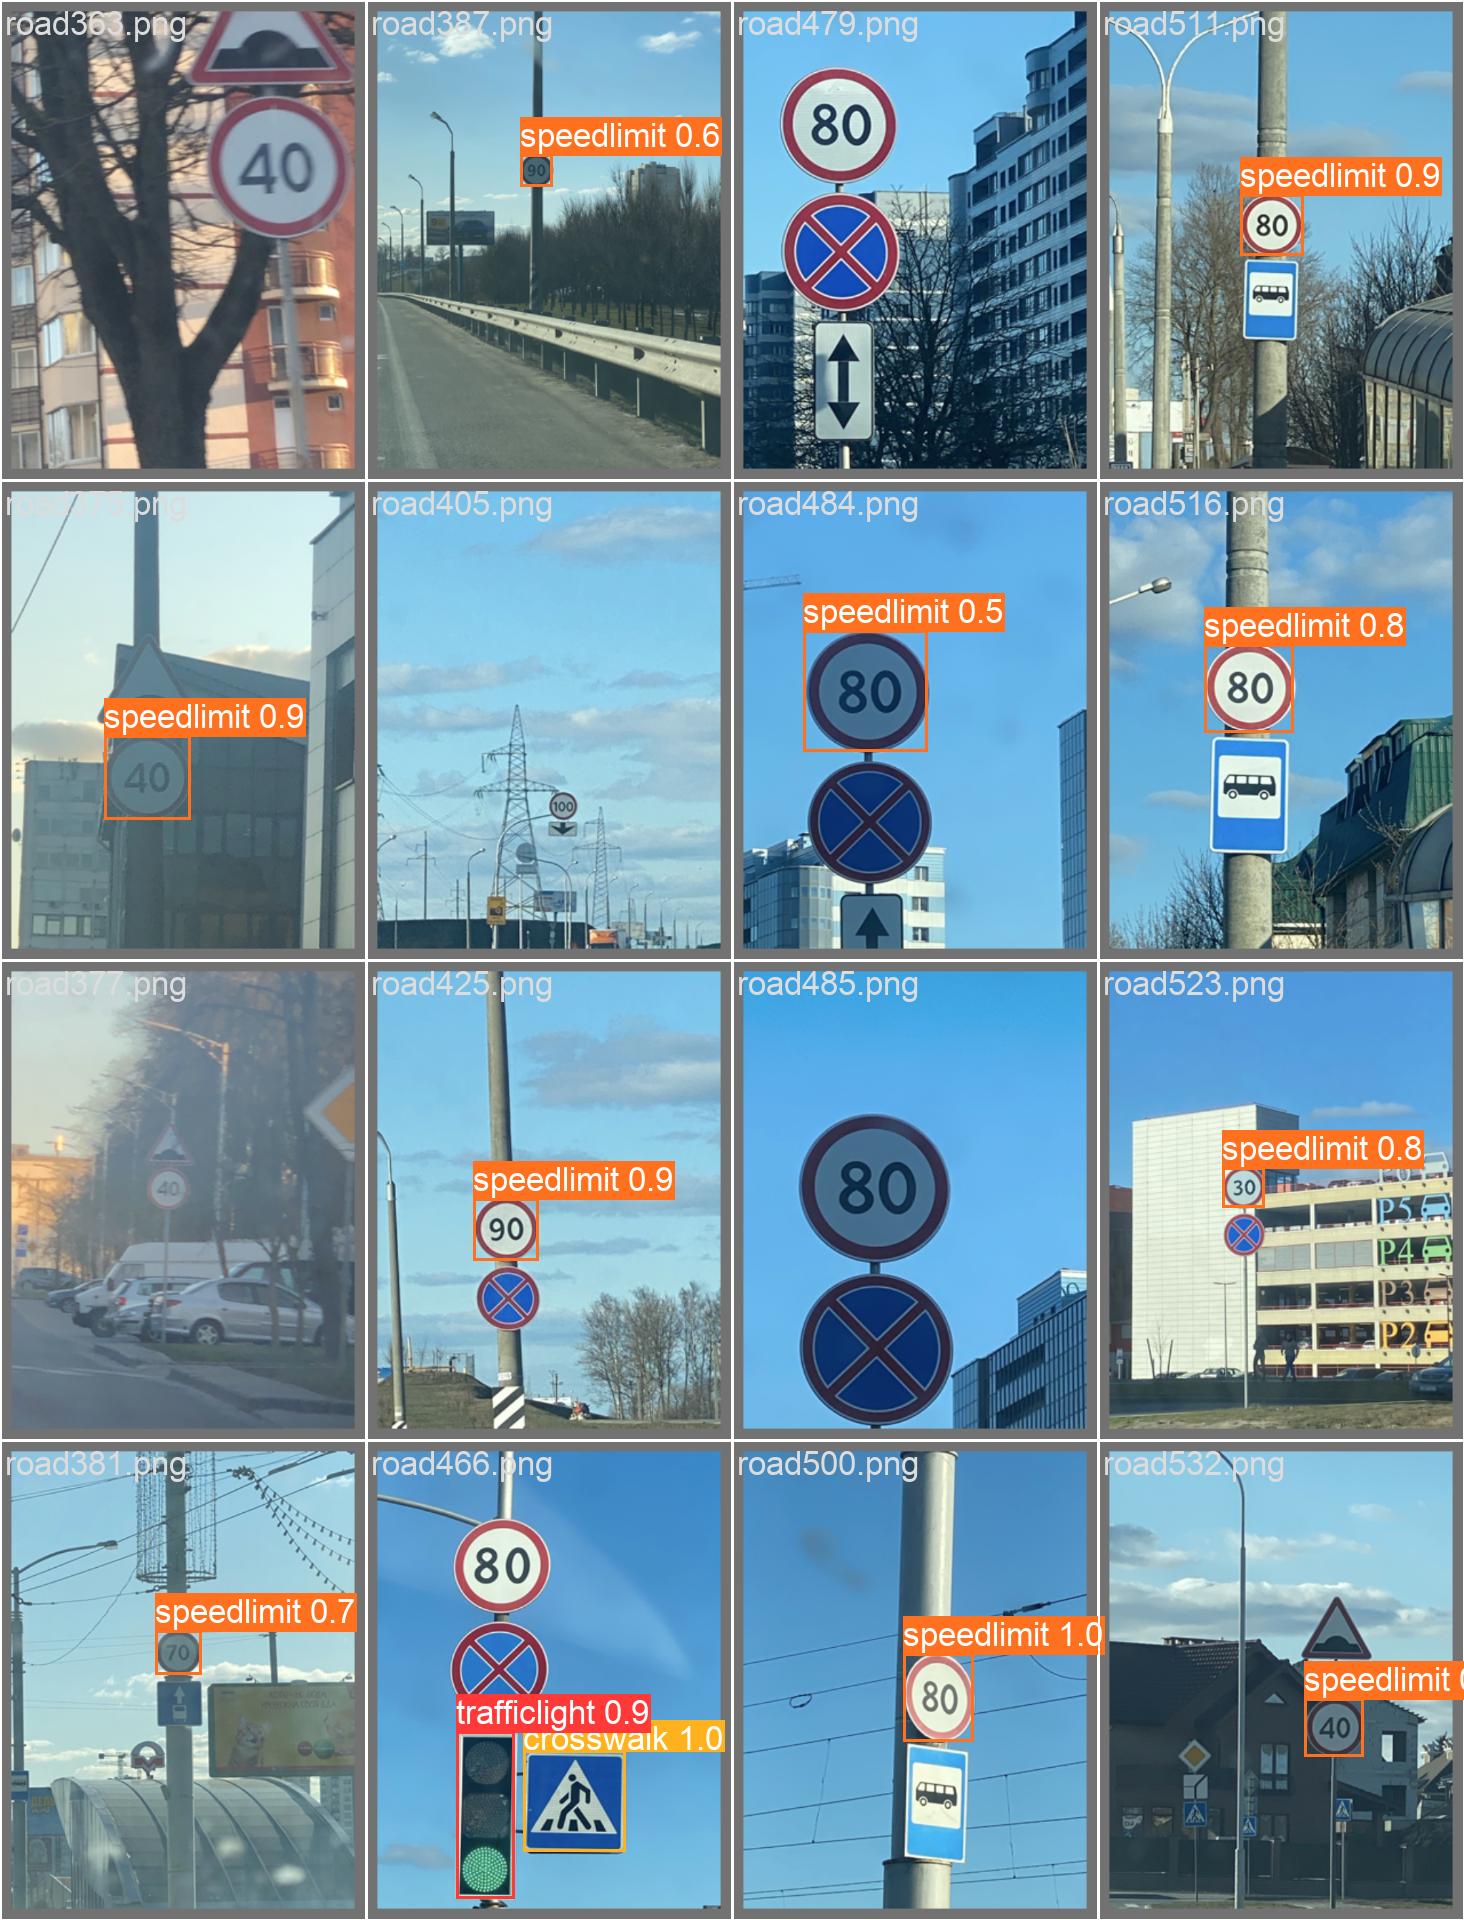 road363.png
40
road387.png
speedlimit 0.6
90
road479.png
80
road511.png
speedlimit 0.9
80
speedlimit 0.9
40
road405.png
100
road484.png
speedlimit 0.5
80
road516.png
speedlimit 0.8
80
road377.png
40
road425.png
speedlimit 0.9
90
road485.png
80
road523.png
speedlimit 0.8
30
P5
P4
P3
P2
road381.png
speedlimit 0.7
70
road466.png
80
trafficlight 0.9
crosswalk 1.0
road500.png
speedlimit 1.0
80
road532.png
speedlimit
40